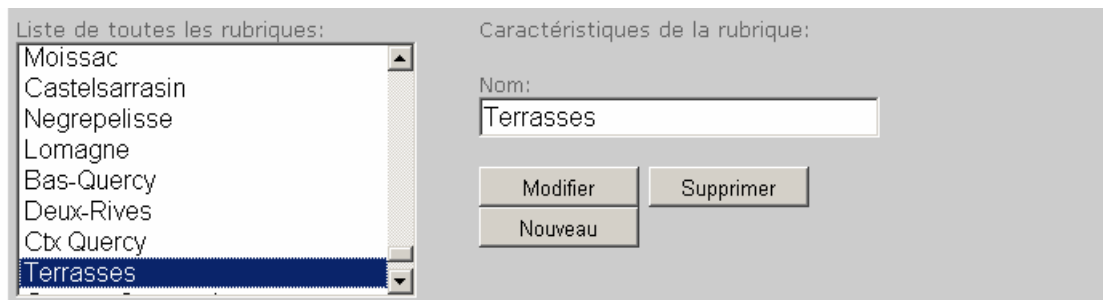 Liste de toutes les rubriques:
Moissac
Castelsarrasin
Negrepelisse
Lomagne
Bas-Quercy
Deux-Rives
Ctx Quercy
Terrasses
Caractéristiques de la rubrique:
Nom:
Terrasses
Modifier Supprimer
Nouveau